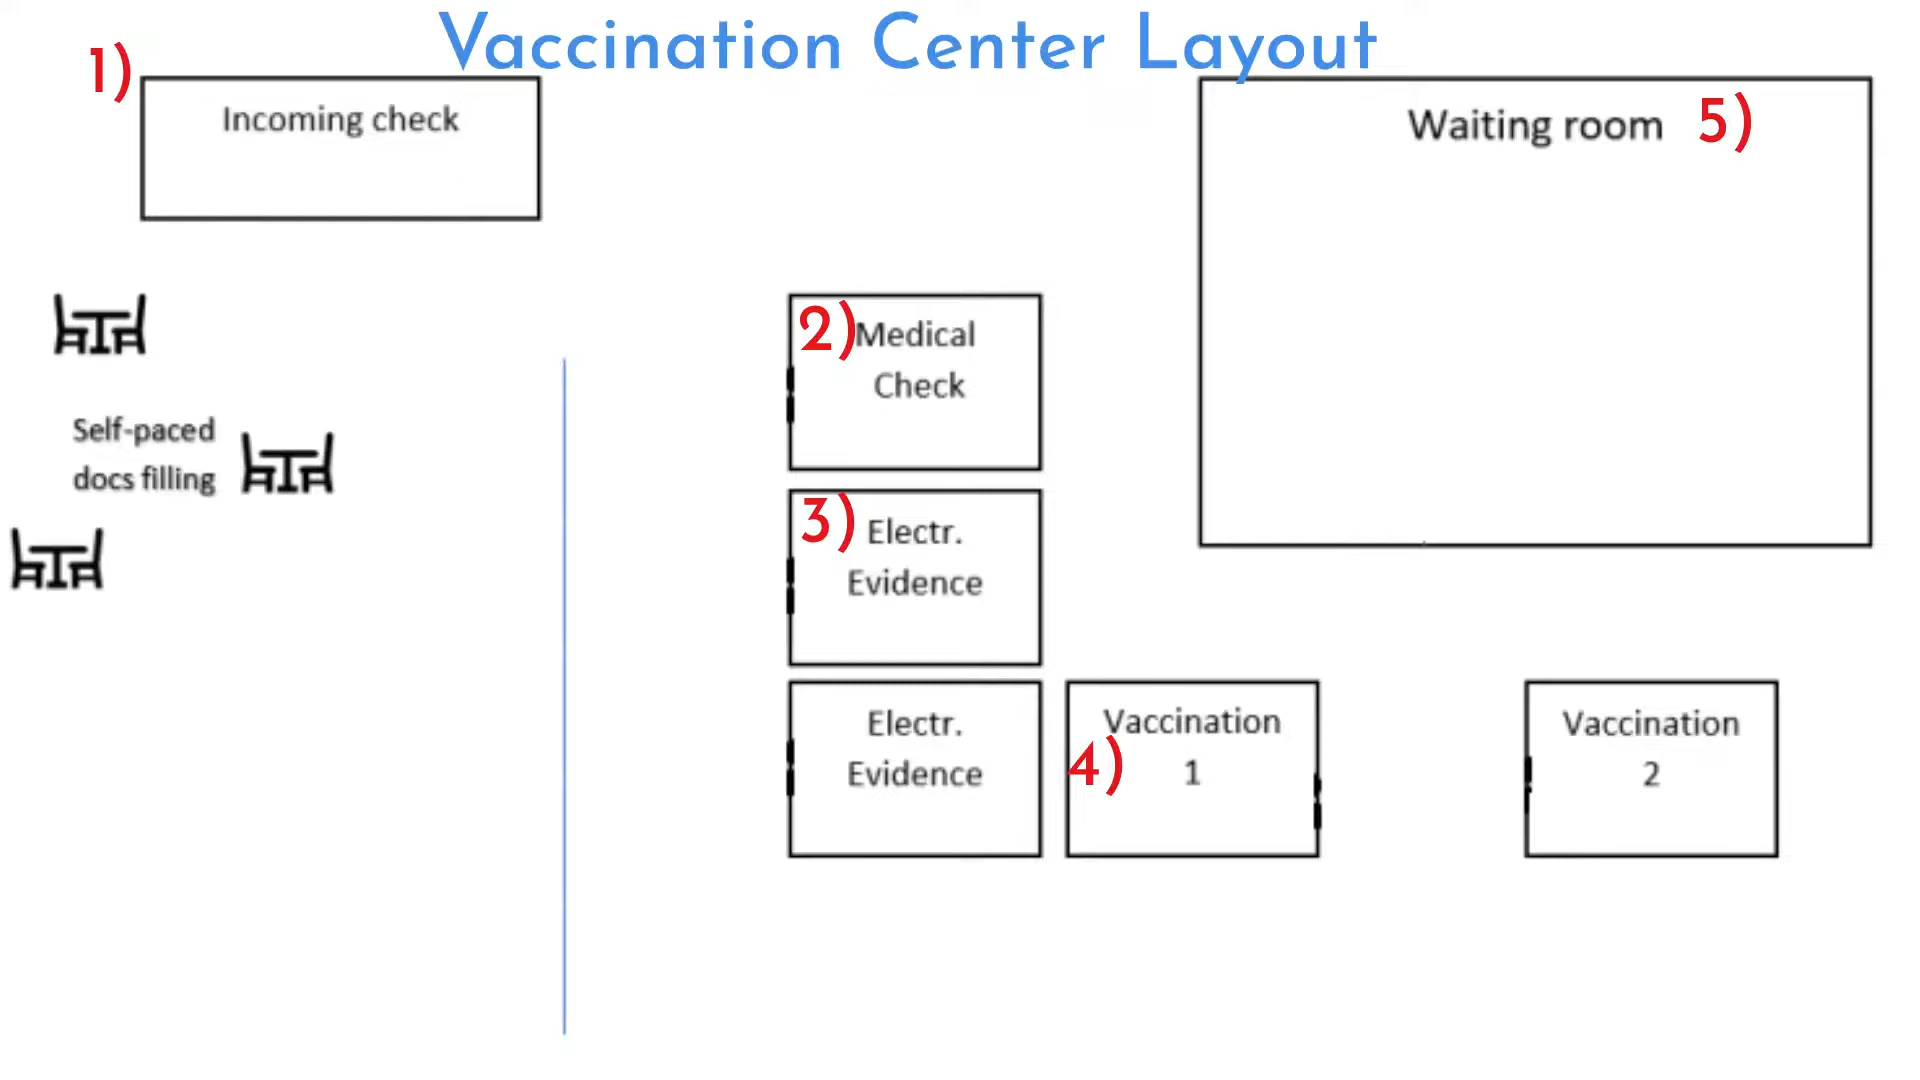 Vaccination Center Layout
1)
Incoming check
Waiting room 5)
2) Medical
Check
Self-paced
docs filling
3) Electr.
Evidence
Electr.
Evidence
Vaccination
4) 1
Vaccination
2